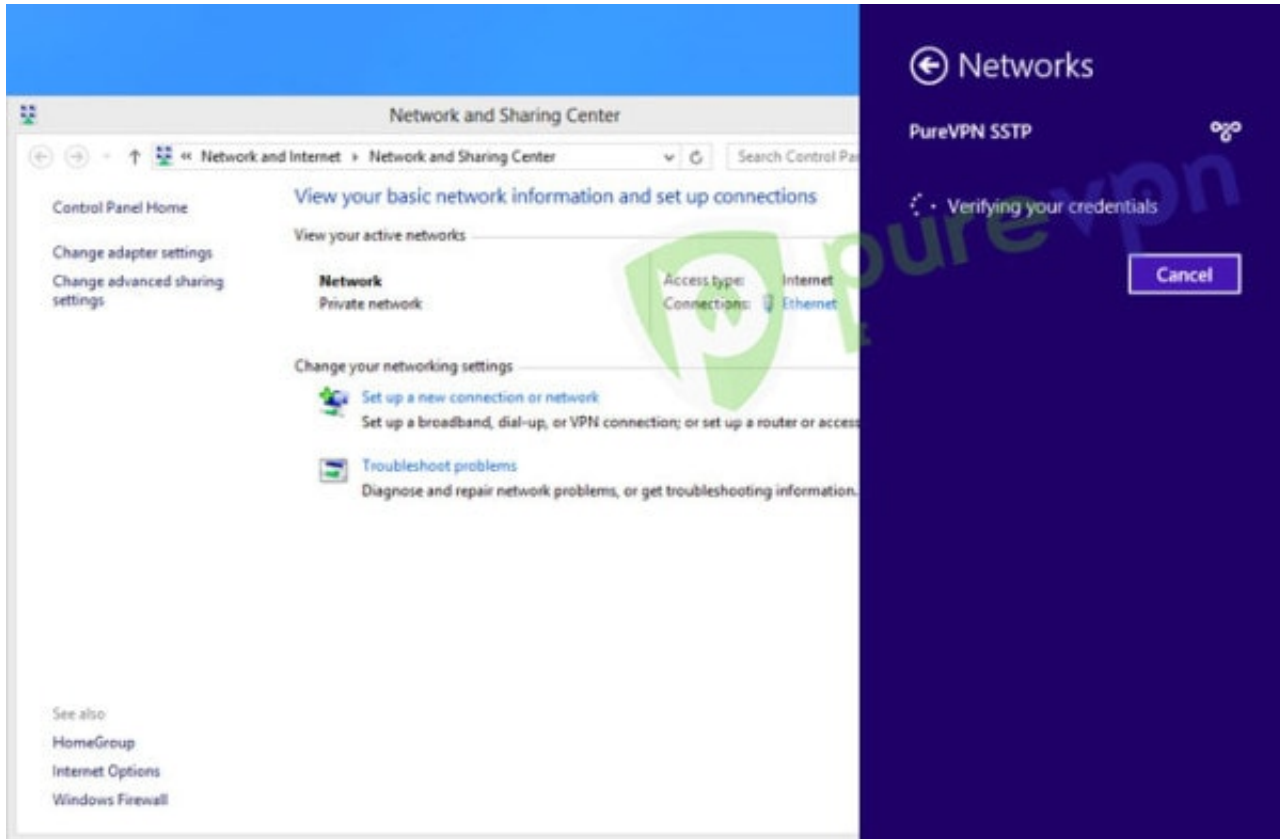 Network and Sharing Center
« Network and Internet ▸ Network and Sharing Center
Search Control Pa
Control Panel Home
Change adapter settings
Change advanced sharing
settings
View your basic network information and set up connections
View your active networks
Network
Private network
Access type: Internet
Connections: Ethernet
Change your networking settings
Set up a new connection or network
Set up a broadband, dial-up, or VPN connection; or set up a router or access
Troubleshoot problems
Diagnose and repair network problems, or get troubleshooting information.
See also
HomeGroup
Internet Options
Windows Firewall
Networks
PureVPN SSTP
Verifying your credentials
Cancel
purevpn